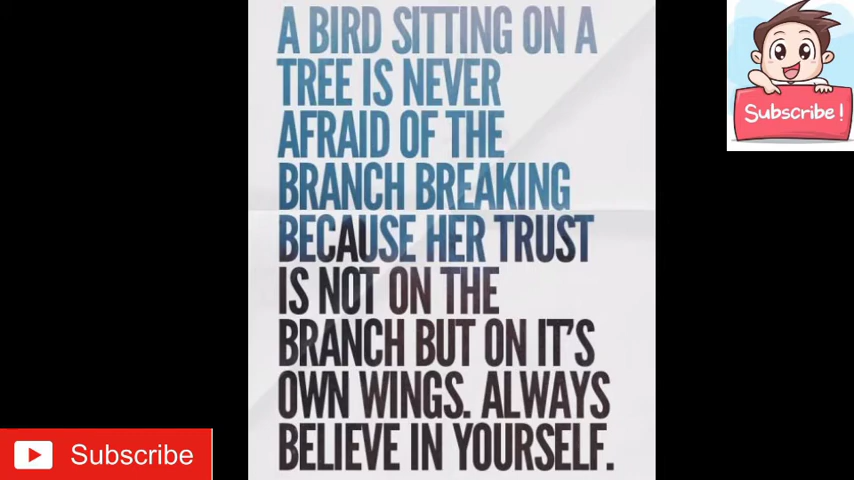 A BIRD SITTING ON A
TREE IS NEVER
AFRAID OF THE
BRANCH BREAKING
BECAUSE HER TRUST
IS NOT ON THE
BRANCH BUT ON IT'S
OWN WINGS. ALWAYS
BELIEVE IN YOURSELF.
Subscribe!
Subscribe